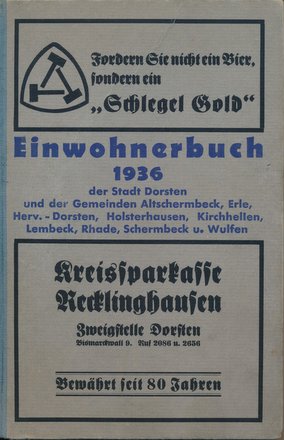 Fordern Sie nicht ein Bier,
sondern ein
„Schlegel Gold“
Einwohnerbuch
1936
der Stadt Dorsten
und der Gemeinden Altschermbeck, Erle,
Herv.-Dorsten, Holsterhausen, Kirchhellen,
Lembeck, Rhade, Schermbeck u. Wulfen
Kreissparkasse
Recklinghausen
Zweigstelle Dorsten
Bismarckwall 9. Ruf 2086 u. 2656
Bewährt seit 80 Jahren